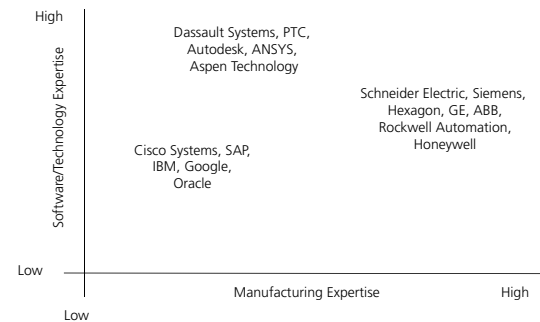 High
Dassault Systems, PTC,
Autodesk, ANSYS,
Aspen Technology
Schneider Electric, Siemens,
Hexagon, GE, ABB,
Rockwell Automation,
Honeywell
Software/Technology Expertise
Cisco Systems, SAP,
IBM, Google,
Oracle
Low
Manufacturing Expertise
High
Low